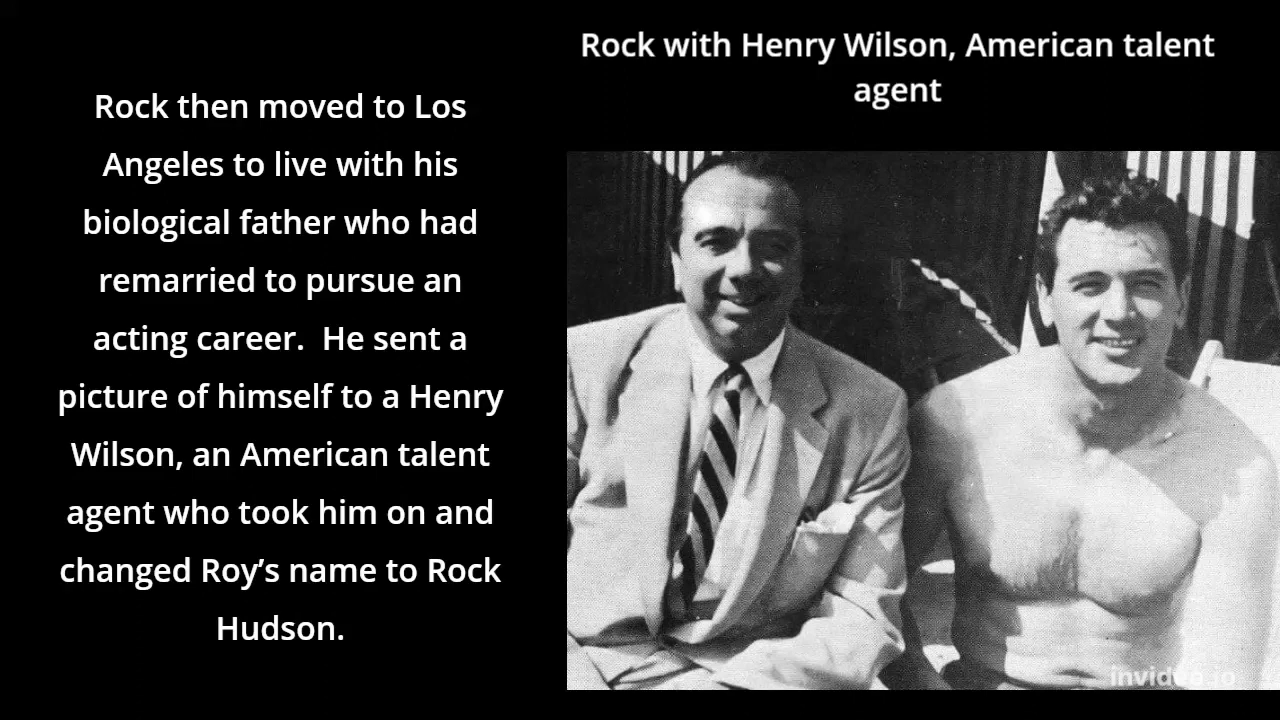 Rock with Henry Wilson, American talent
agent
Rock then moved to Los
Angeles to live with his
biological father who had
remarried to pursue an
acting career.  He sent a
picture of himself to a Henry
Wilson, an American talent
agent who took him on and
changed Roy’s name to Rock
Hudson.
invideo.io